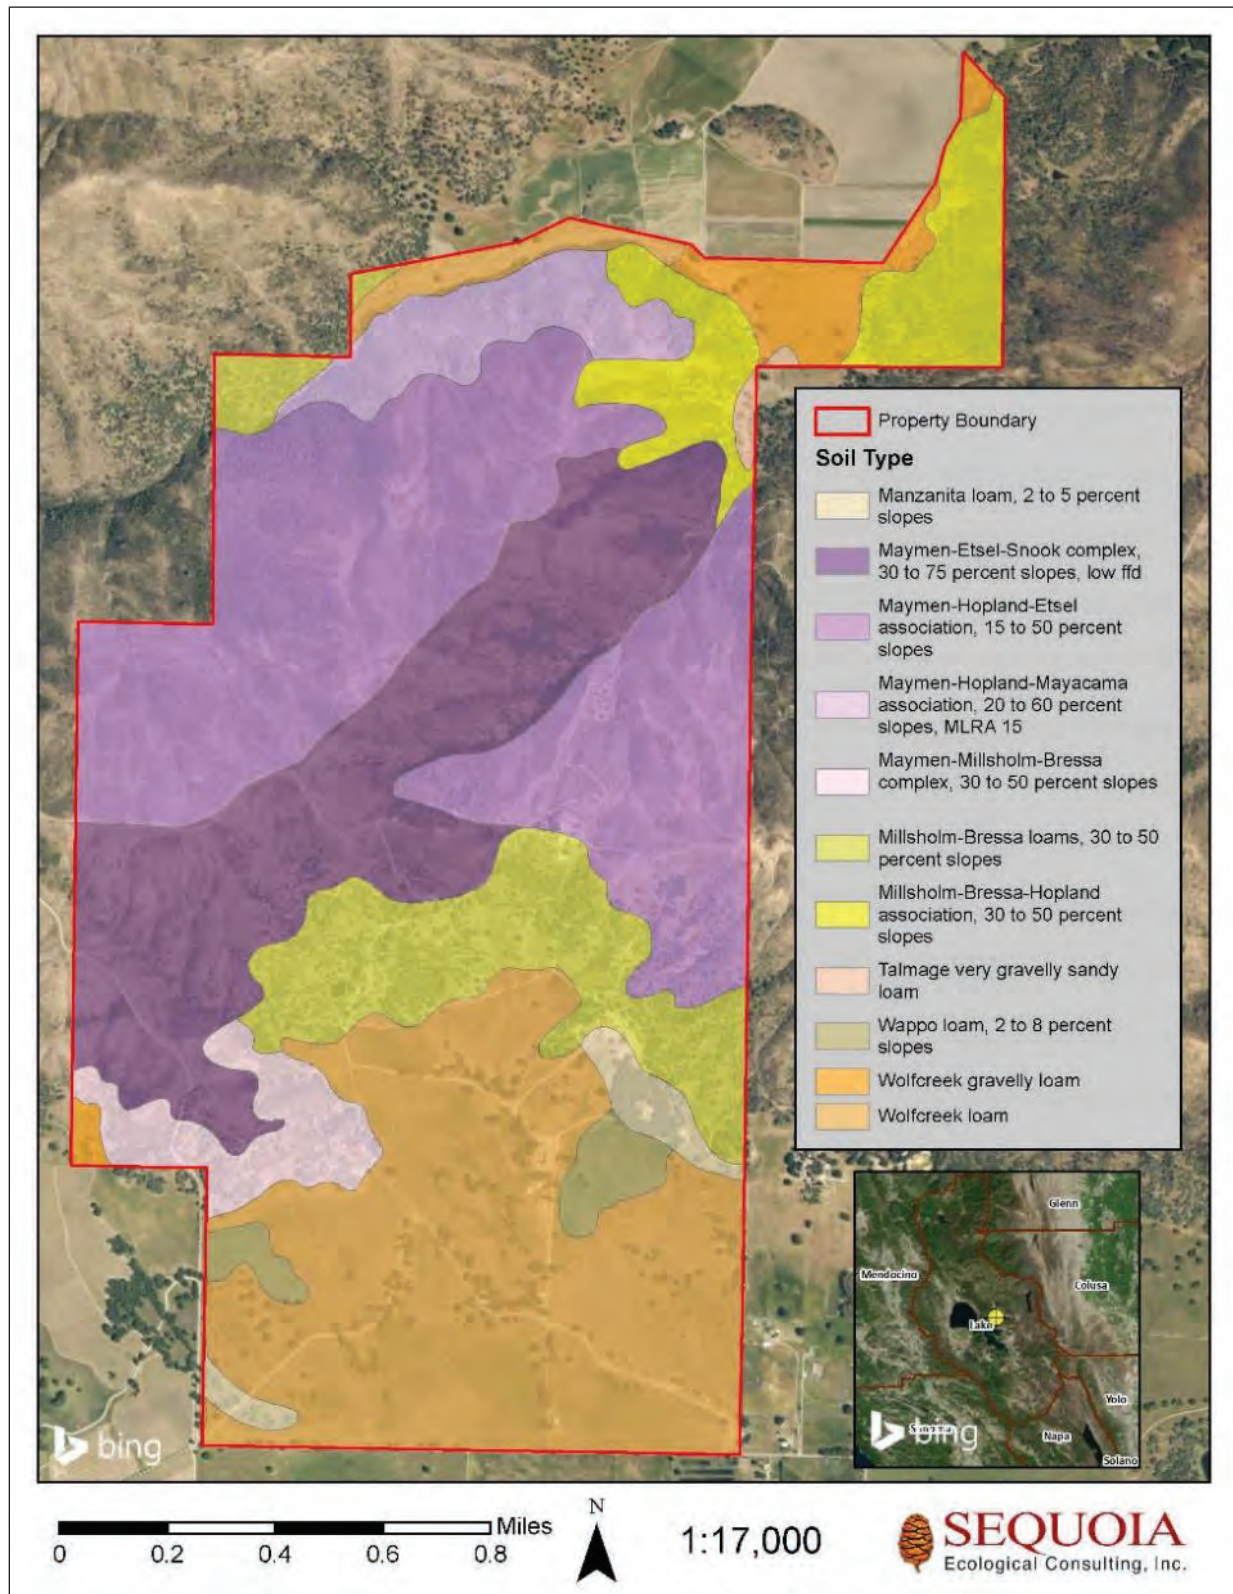 Property Boundary
Soil Type
Manzanita loam, 2 to 5 percent
slopes
Maymen-Etsel-Snook complex,
30 to 75 percent slopes, low ffd
Maymen-Hopland-Etsel
association, 15 to 50 percent
slopes
Maymen-Hopland-Mayacama
association, 20 to 60 percent
slopes, MLRA 15
Maymen-Millsholm-Bressa
complex, 30 to 50 percent slopes
Millsholm-Bressa loams, 30 to 50
percent slopes
Millsholm-Bressa-Hopland
association, 30 to 50 percent
slopes
Talmage very gravelly sandy
loam
Wappo loam, 2 to 8 percent
slopes
Wolfcreek gravelly loam
Wolfcreek loam
Glenn
Mendocino
Colusa
Lake
Yolo
Napa
Solano
bing
bing
Miles
0 0.2 0.4 0.6 0.8
N
1:17,000
SEQUOIA
Ecological Consulting, Inc.